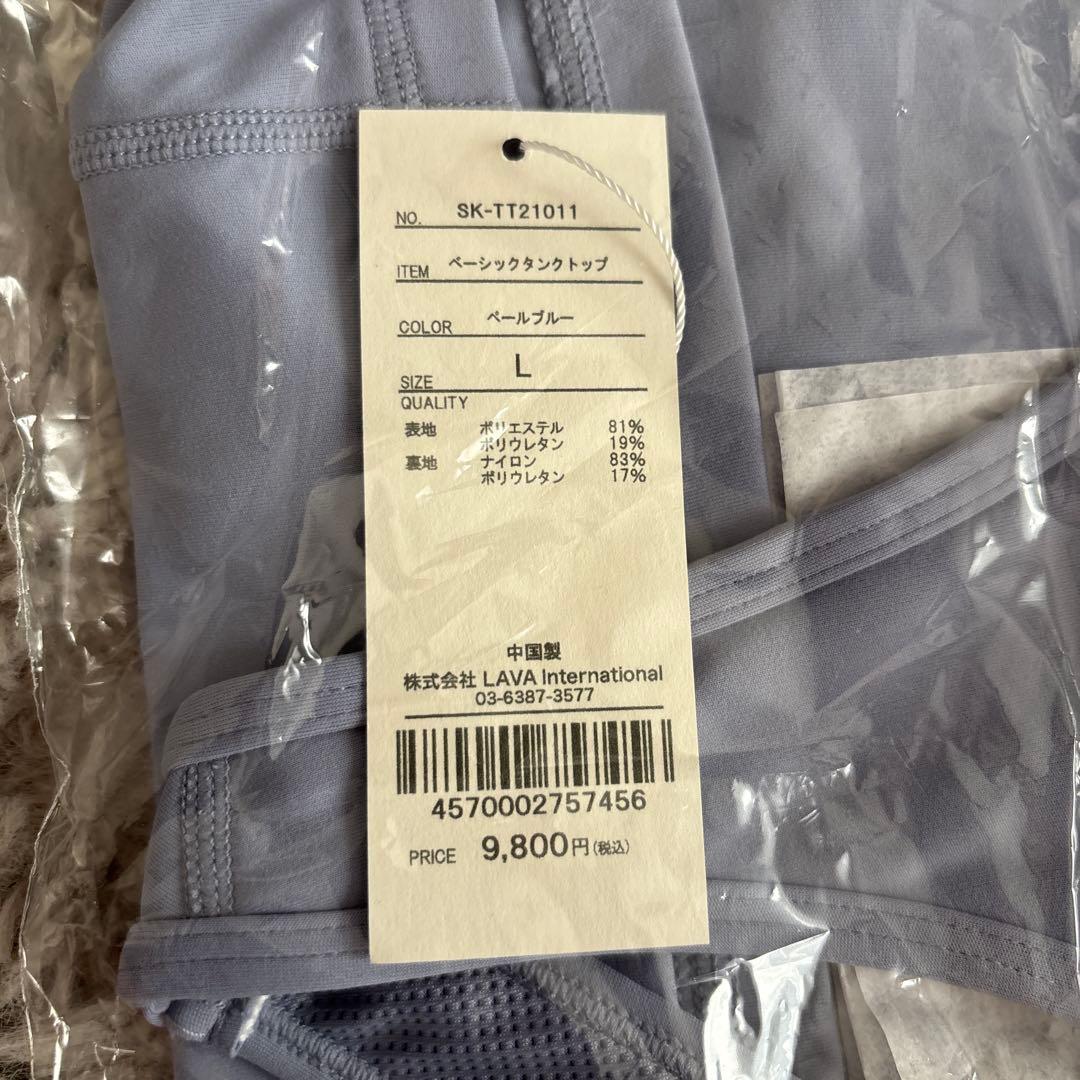 NO. SK-TT21011
ITEM ベーシックタンクトップ
COLOR ペールブルー
SIZE L
QUALITY
表地 ポリエステル 81%
ポリウレタン 19%
裏地 ナイロン 83%
ポリウレタン 17%
中国製
株式会社 LAVA International
03-6387-3577
4570002757456
PRICE 9,800円(税込)